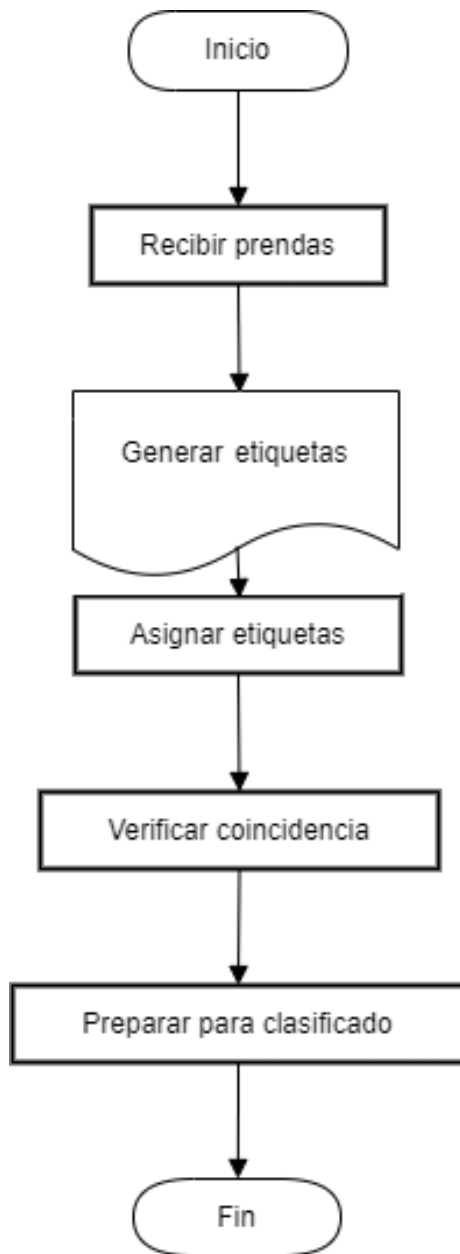 Inicio
Recibir prendas
Generar etiquetas
Asignar etiquetas
Verificar coincidencia
Preparar para clasificado
Fin